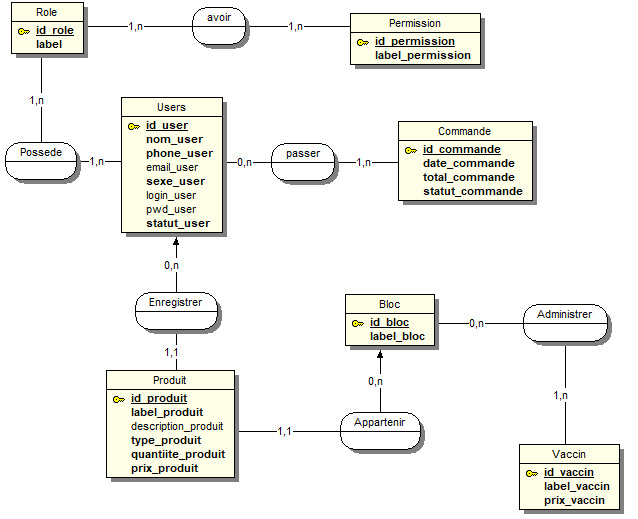 Role
id_role
label
1,n
avoir
1,n
Permission
id_permission
label_permission
1,n
Possede
1,n
Users
id_user
nom_user
phone_user
email_user
sexe_user
login_user
pwd_user
statut_user
0,n
passer
1,n
Commande
id_commande
date_commande
total_commande
statut_commande
0,n
Enregistrer
1,1
Produit
id_produit
label_produit
description_produit
type_produit
quantiite_produit
prix_produit
1,1
Appartenir
0,n
Bloc
id_bloc
label_bloc
0,n
Administrer
1,n
Vaccin
id_vaccin
label_vaccin
prix_vaccin